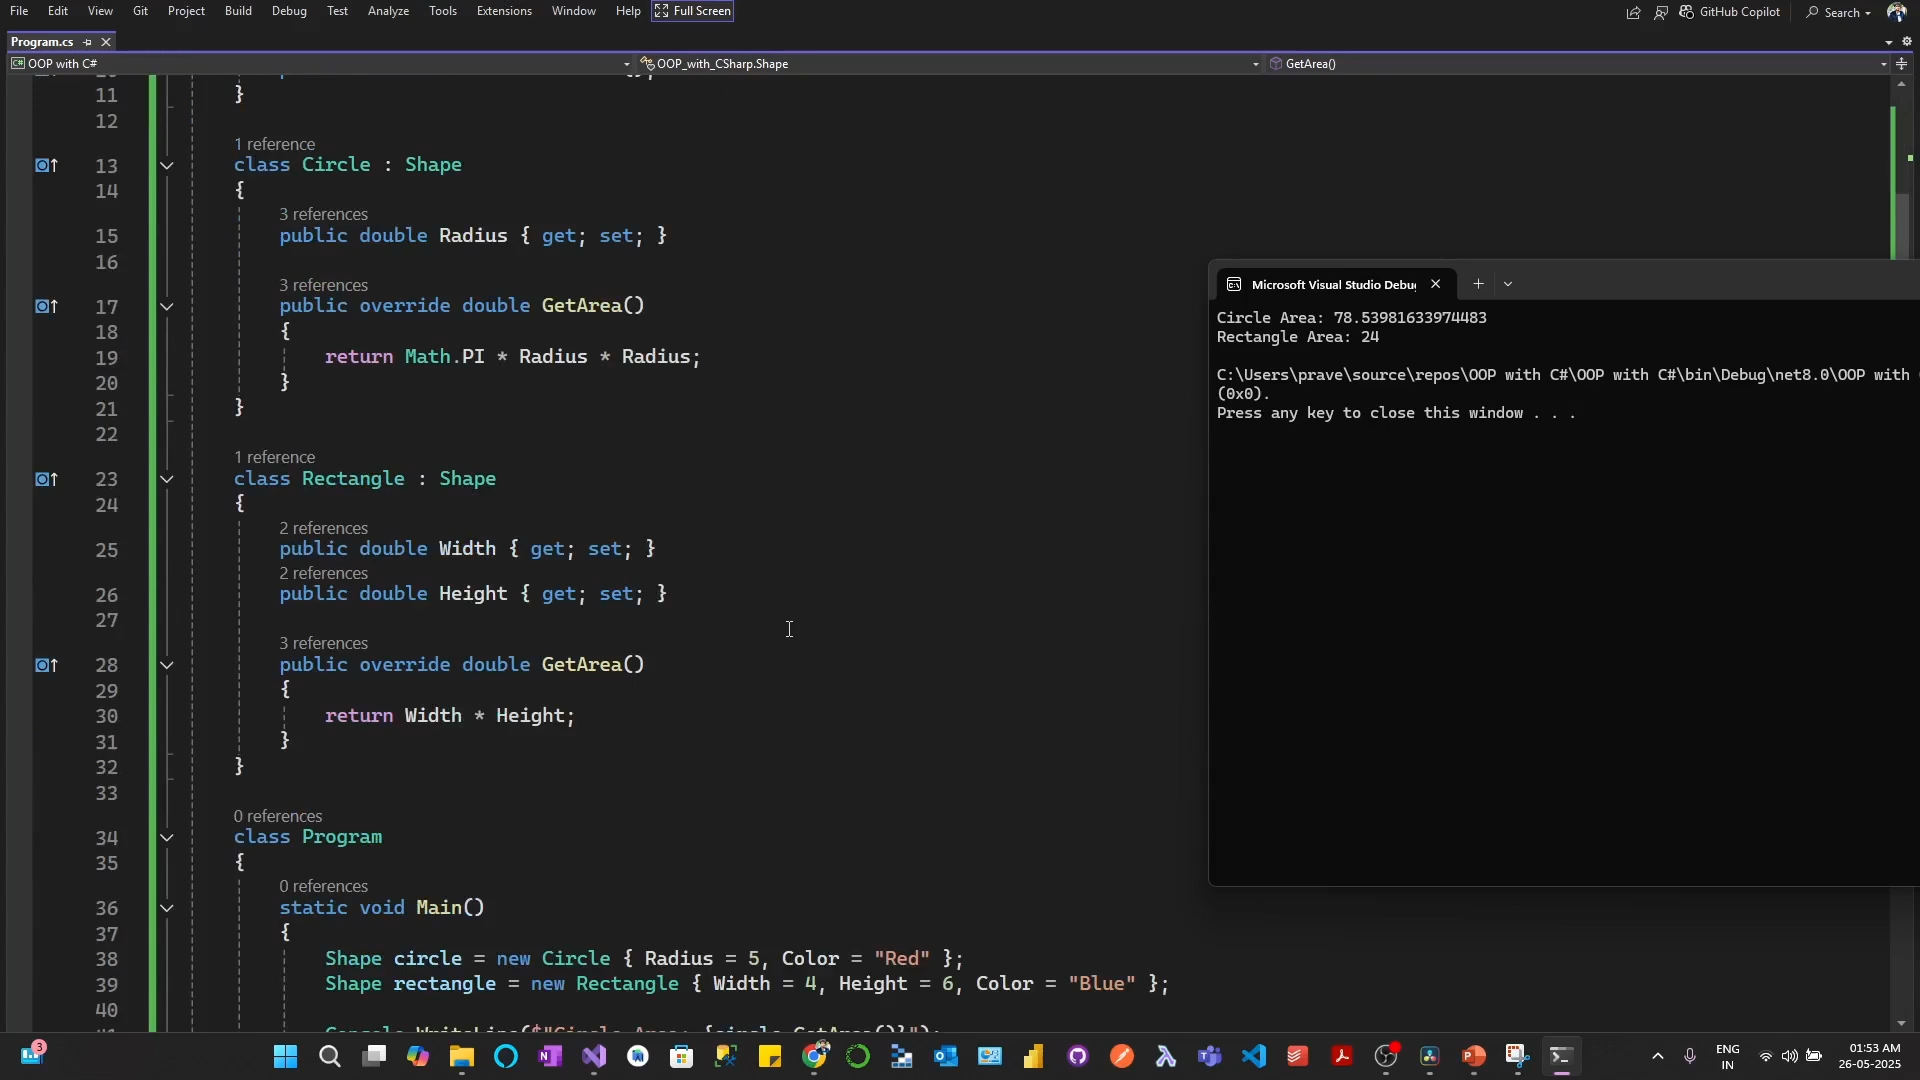 File Edit View Git Project Build Debug Test Analyze Tools Extensions Window Help Full Screen GitHub Copilot Search
Program.cs
OOP with C# OOP_with_CSharp.Shape GetArea()
11 }
12
1 reference
13 class Circle : Shape
14 {
3 references
15 public double Radius { get; set; }
16
3 references
17 public override double GetArea()
18 {
19 return Math.PI * Radius * Radius;
20 }
21 }
22
1 reference
23 class Rectangle : Shape
24 {
2 references
25 public double Width { get; set; }
2 references
26 public double Height { get; set; }
27
3 references
28 public override double GetArea()
29 {
30 return Width * Height;
31 }
32 }
33
0 references
34 class Program
35 {
0 references
36 static void Main()
37 {
38 Shape circle = new Circle { Radius = 5, Color = "Red" };
39 Shape rectangle = new Rectangle { Width = 4, Height = 6, Color = "Blue" };
40
Microsoft Visual Studio Debug
Circle Area: 78.53981633974483
Rectangle Area: 24
C:\Users\prave\source\repos\OOP with C#\OOP with C#\bin\Debug\net8.0\OOP with
(0x0).
Press any key to close this window . . .
3
ENG
IN
01:53 AM
26-05-2025